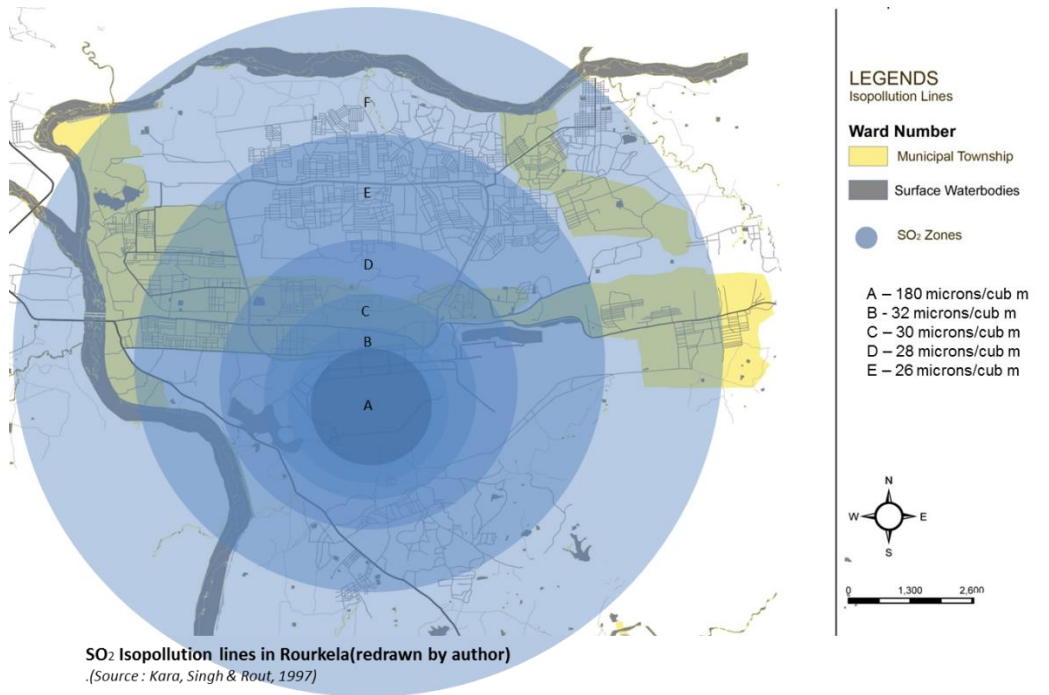 F
E
D
C
B
A
LEGENDS
Isopollution Lines
Ward Number
Municipal Township
Surface Waterbodies
SO₂ Zones
A – 180 microns/cub m
B - 32 microns/cub m
C – 30 microns/cub m
D – 28 microns/cub m
E – 26 microns/cub m
N
W E
S
0 1,300 2,600
SO₂ Isopollution lines in Rourkela(redrawn by author)
.(Source : Kara, Singh & Rout, 1997)